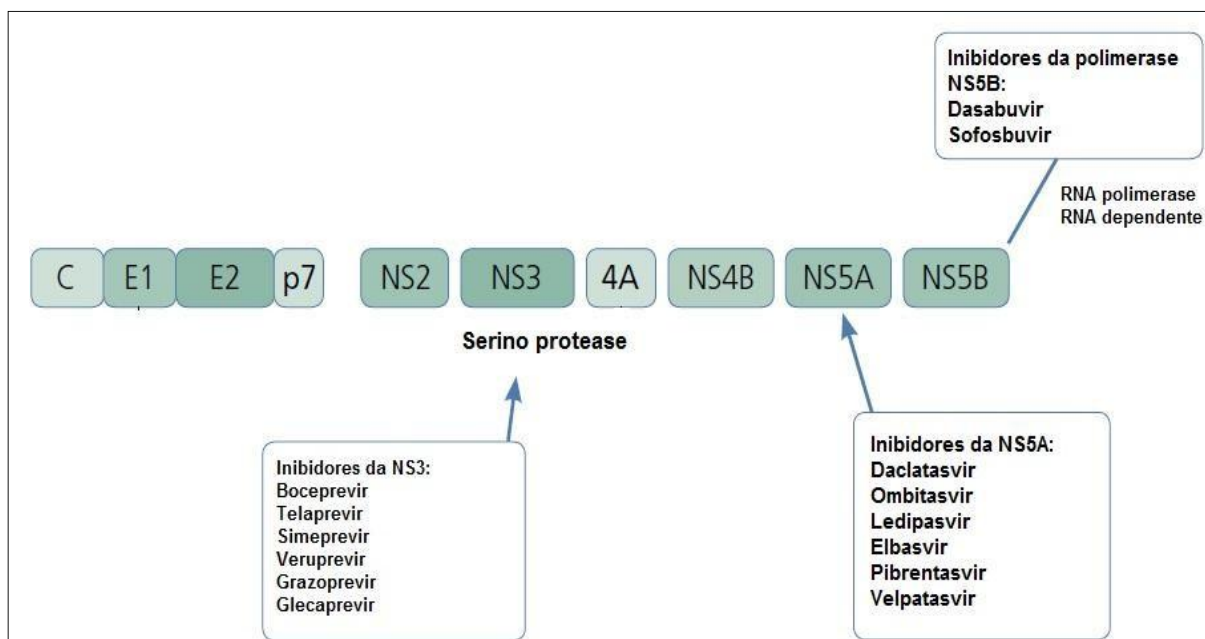 Inibidores da polimerase
NS5B:
Dasabuvir
Sofosbuvir
RNA polimerase
RNA dependente
C E1 E2 p7 NS2 NS3 4A NS4B NS5A NS5B
Serino protease
Inibidores da NS3:
Boceprevir
Telaprevir
Simeprevir
Veruprevir
Grazoprevir
Glecaprevir
Inibidores da NS5A:
Daclatasvir
Ombitasvir
Ledipasvir
Elbasvir
Pibrentasvir
Velpatasvir